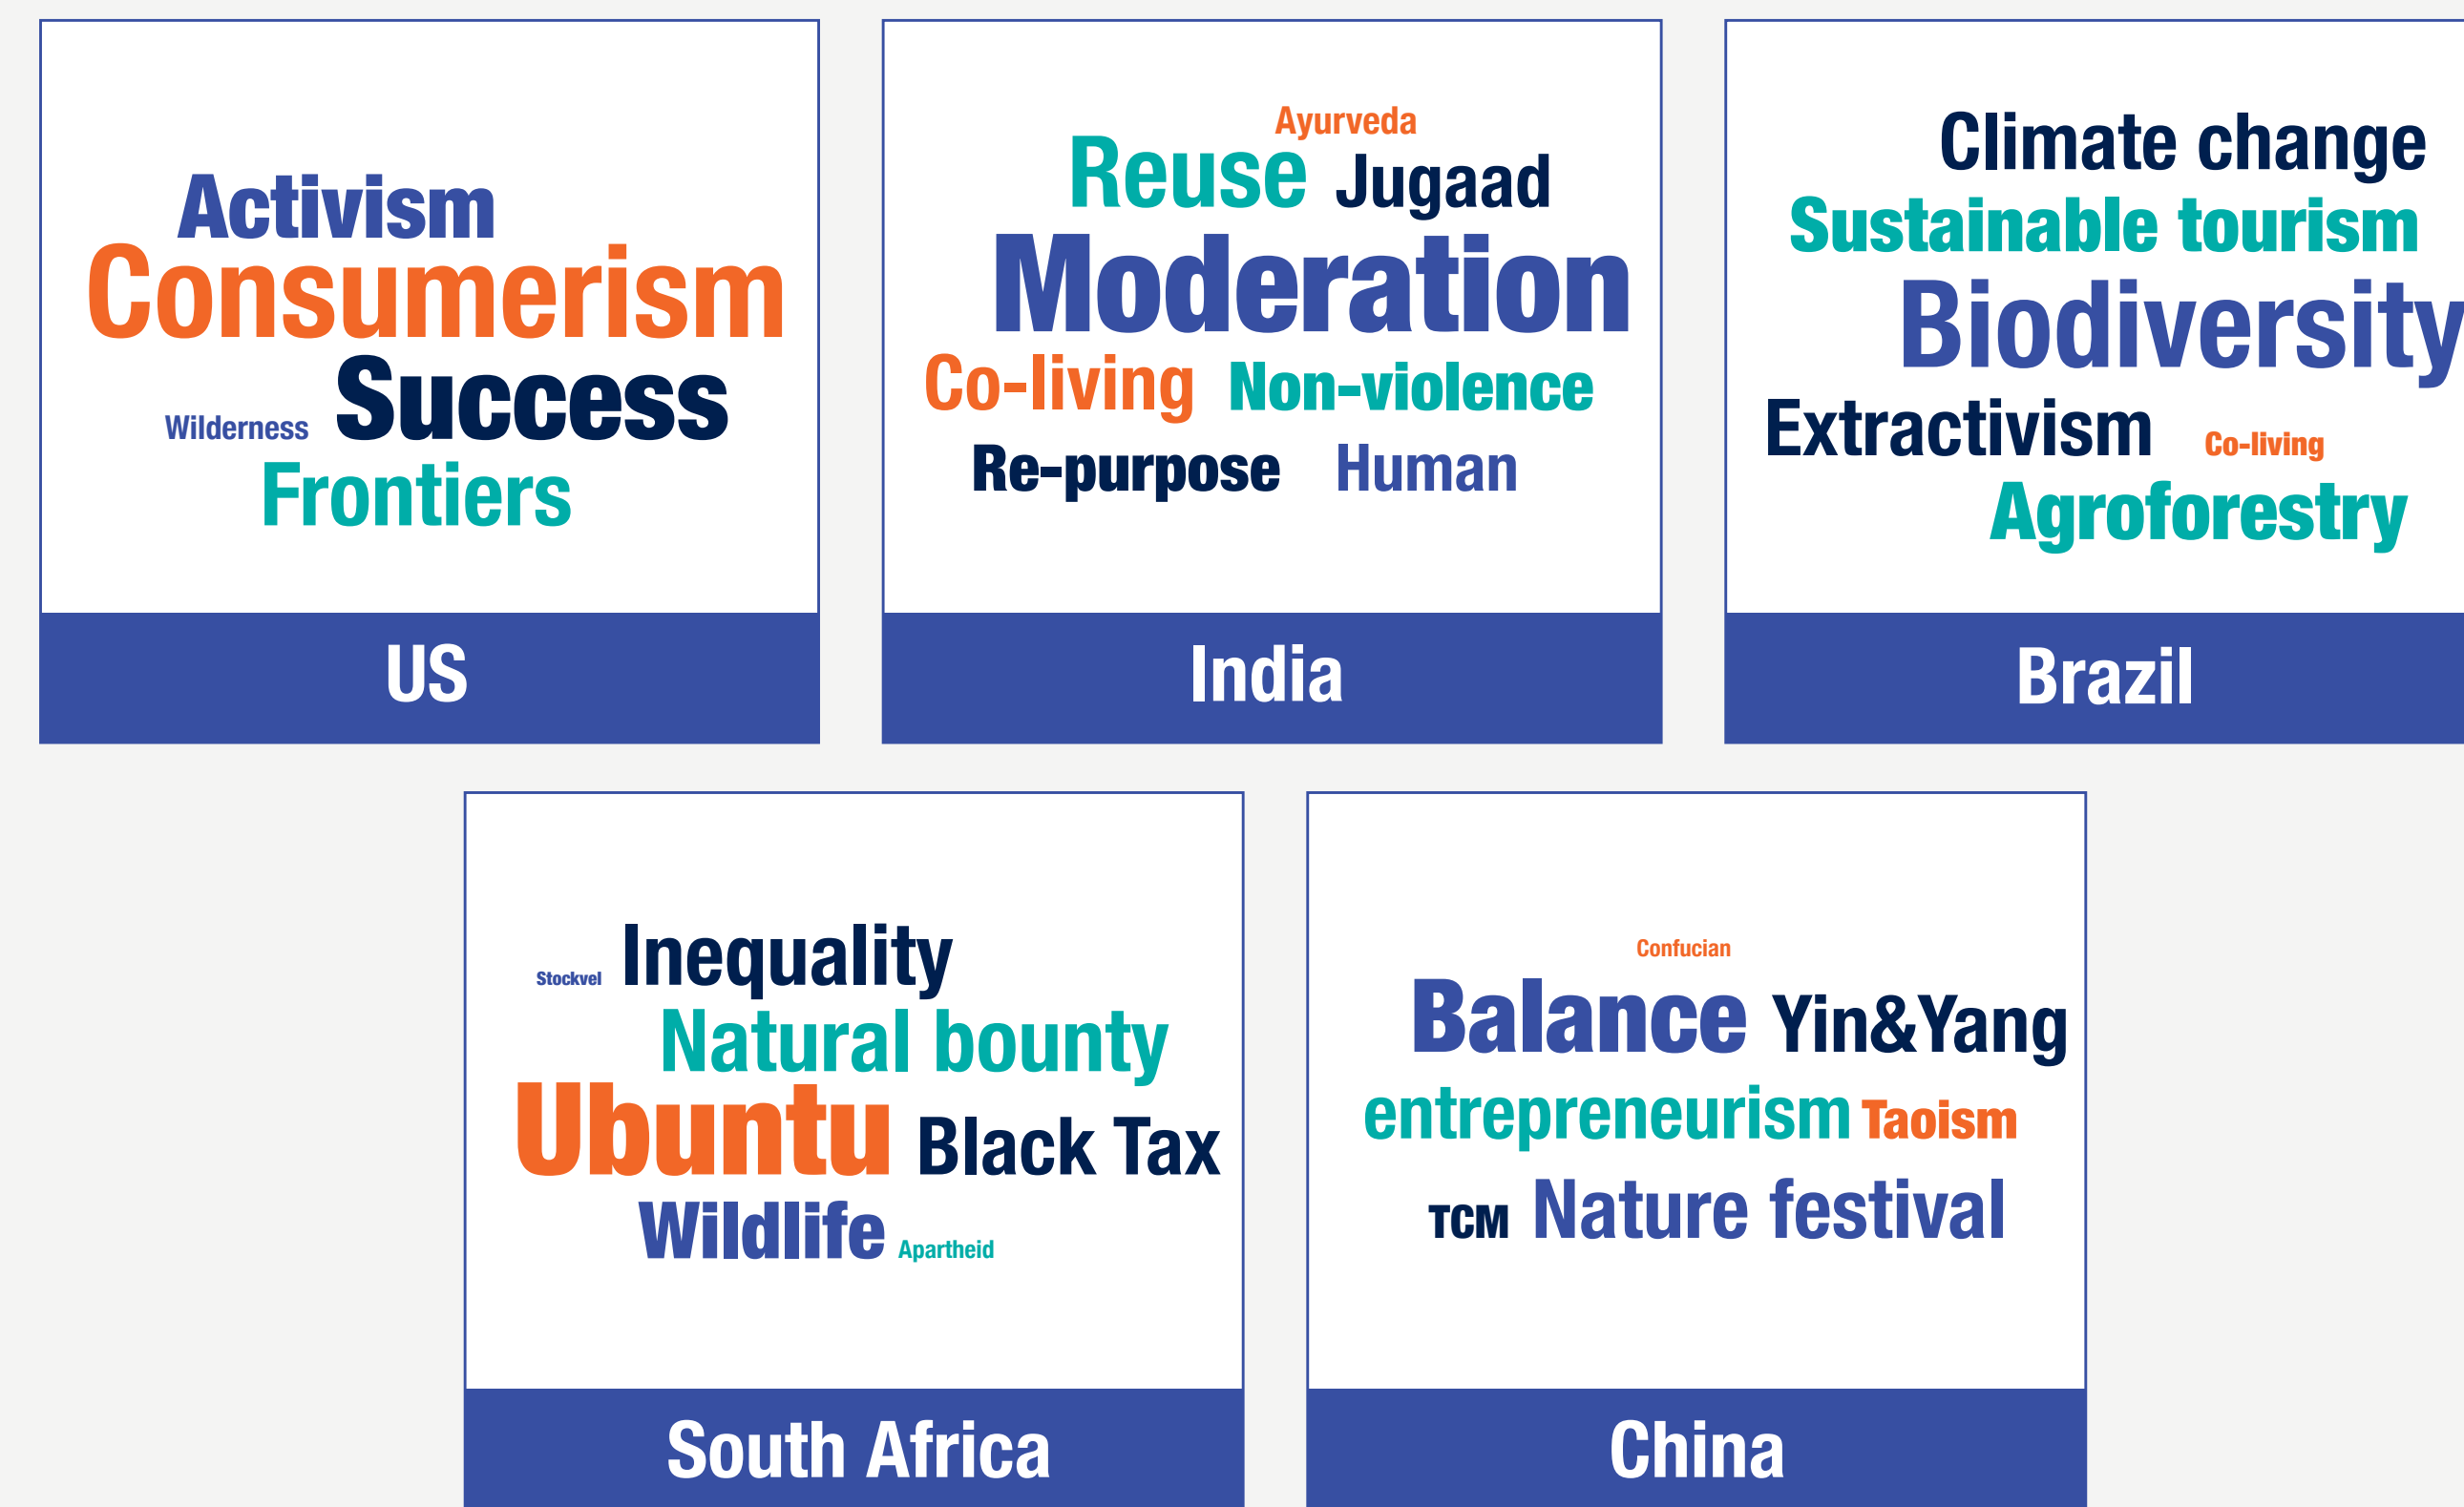 Activism
Consumerism
Wilderness Success
Frontiers
US
Ayurveda
Reuse Jugaad
Moderation
Co-living Non-violence
Re-purpose Human
India
Climate change
Sustainable tourism
Biodiversity
Extractivism Co-living
Agroforestry
Brazil
Stockvel Inequality
Natural bounty
Ubuntu Black Tax
Wildlife Apartheid
South Africa
Confucian
Balance Yin&Yang
entrepreneurism Taoism
TCM Nature festival
China